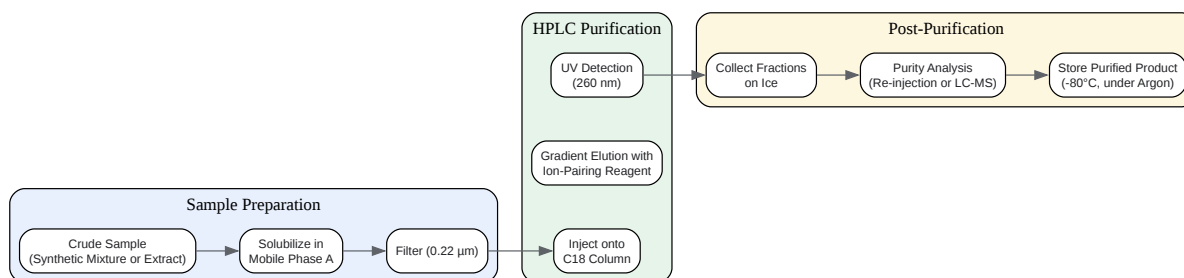 Sample Preparation
Crude Sample
(Synthetic Mixture or Extract)
Solubilize in
Mobile Phase A
Filter (0.22 µm)
HPLC Purification
Inject onto
C18 Column
Gradient Elution with
Ion-Pairing Reagent
UV Detection
(260 nm)
Post-Purification
Collect Fractions
on Ice
Purity Analysis
(Re-injection or LC-MS)
Store Purified Product
(-80°C, under Argon)